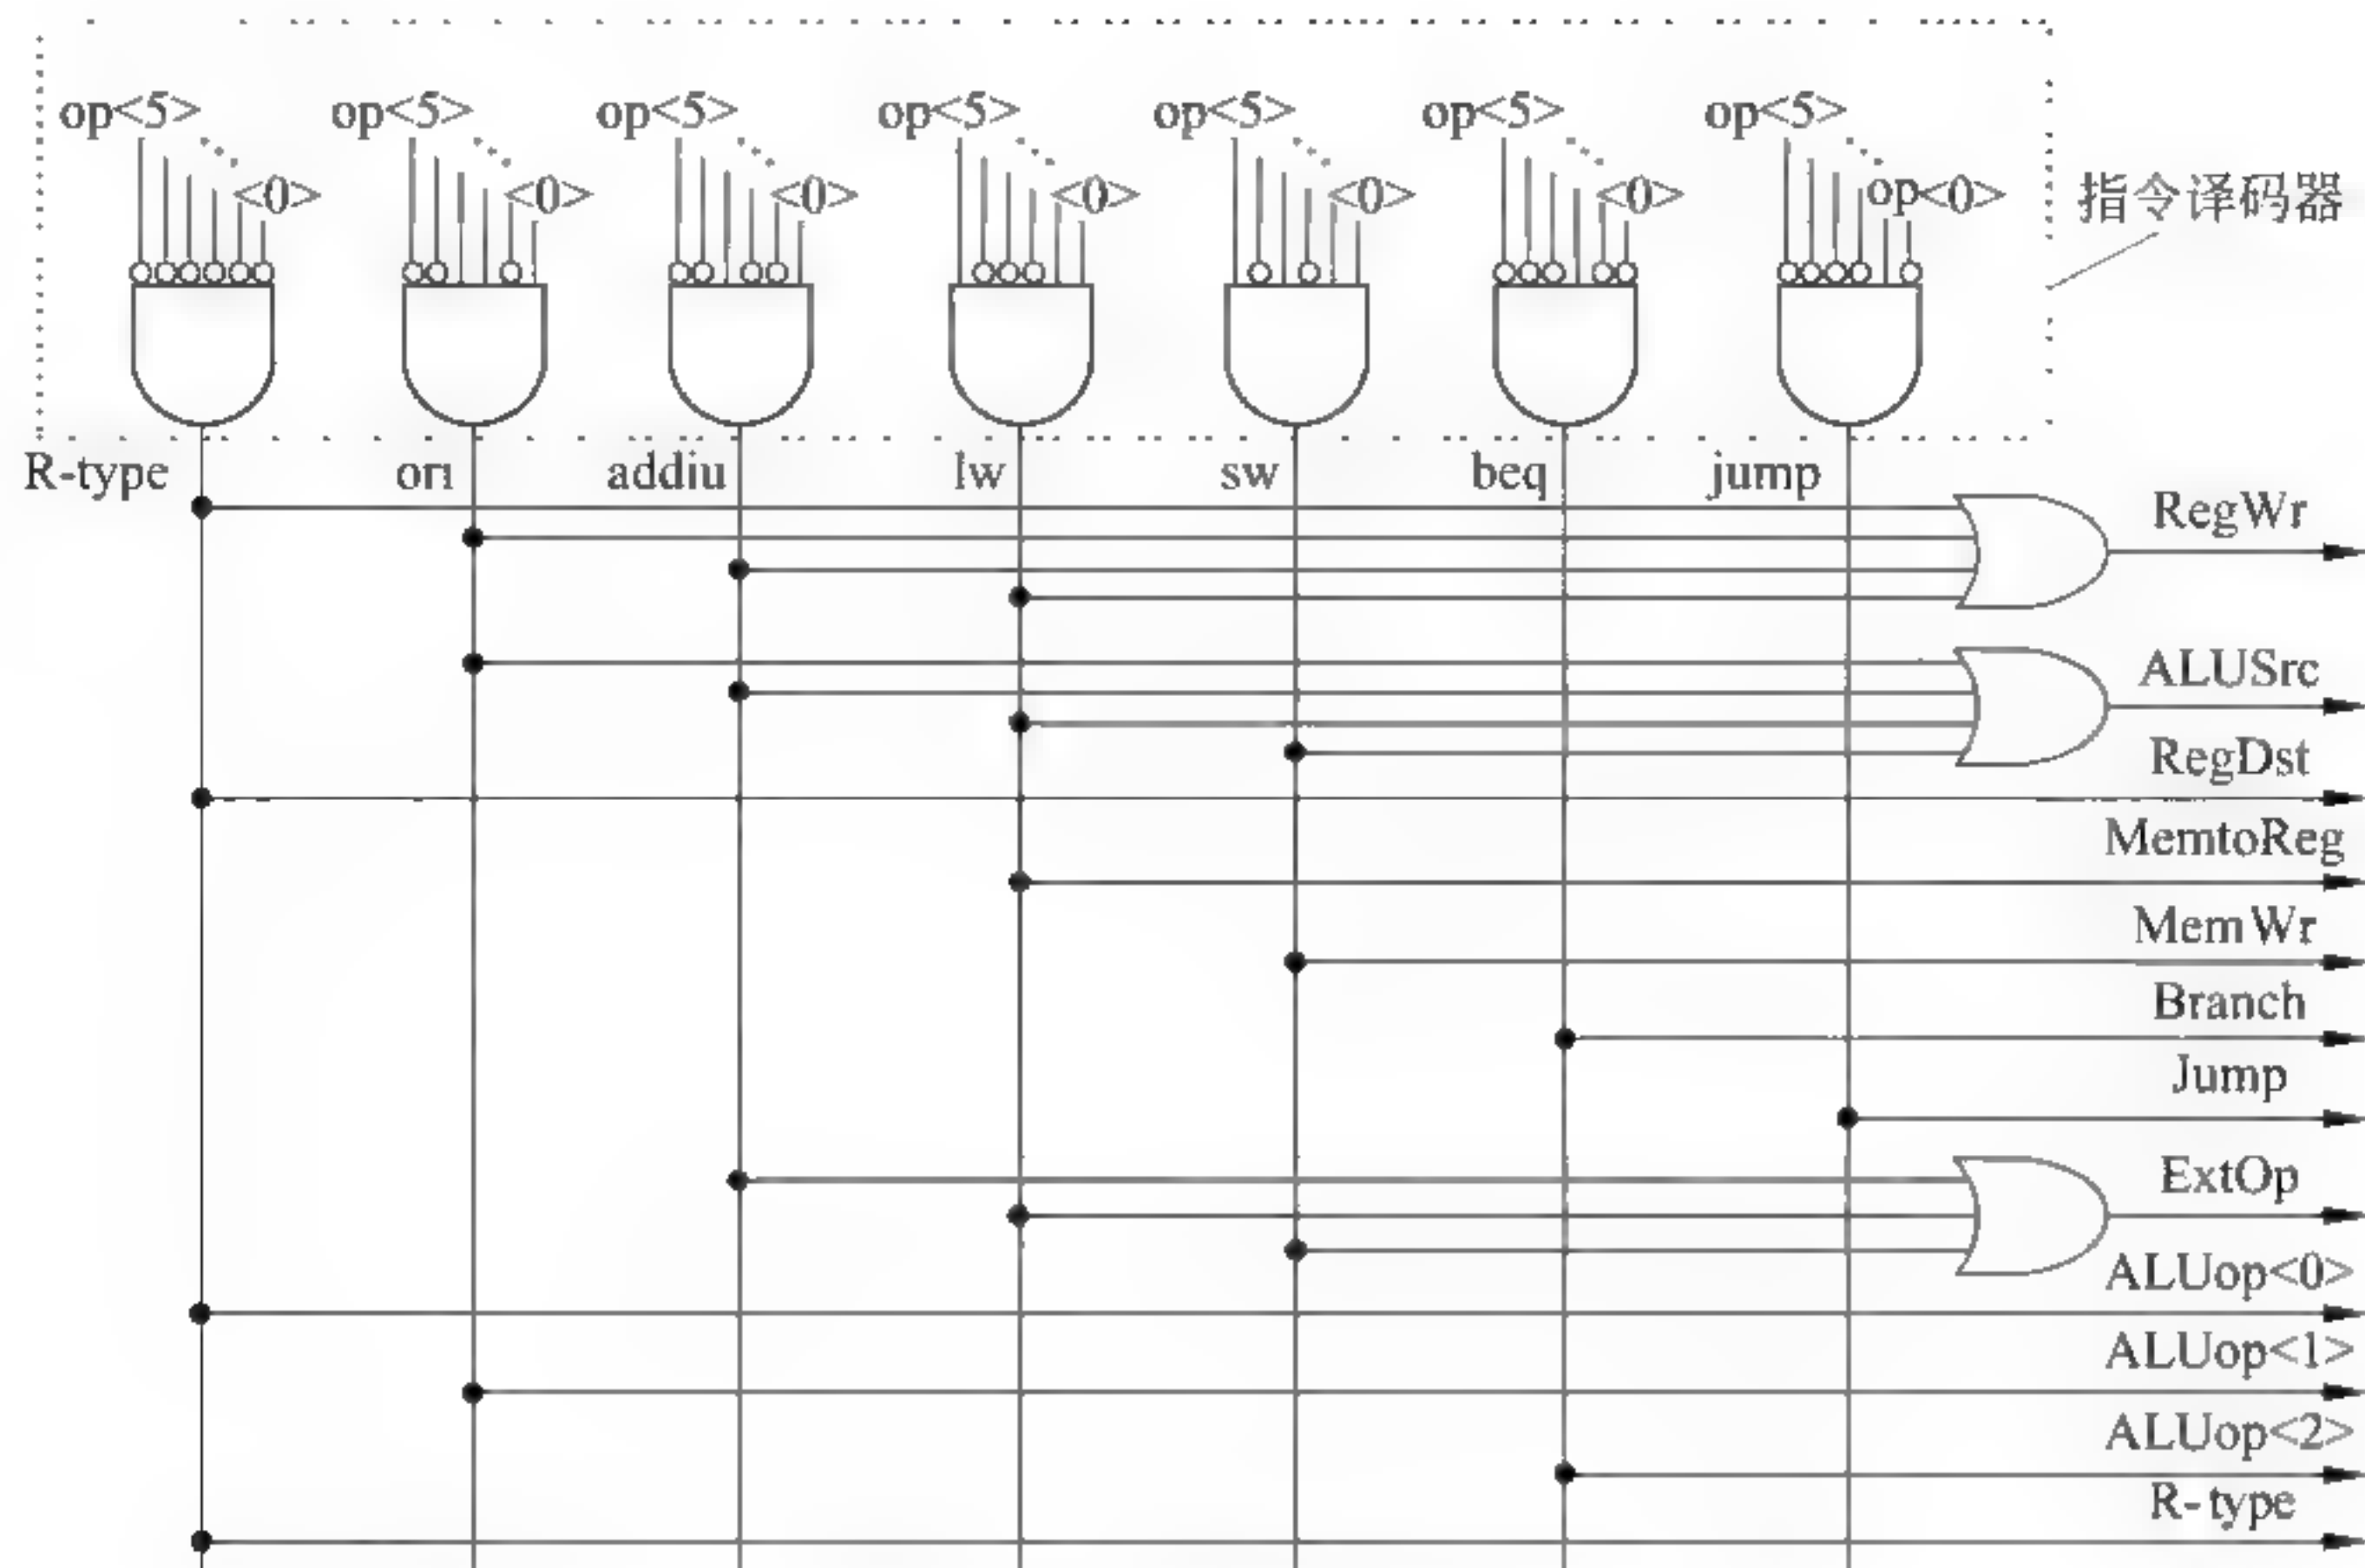 op<5> op<5> op<5> op<5> op<5> op<5> op<5>
<0> <0> <0> <0> <0> <0> op<0>
指令译码器
R-type ori addiu lw sw beq jump
RegWr
ALUSrc
RegDst
MemtoReg
MemWr
Branch
Jump
ExtOp
ALUop<0>
ALUop<1>
ALUop<2>
R-type